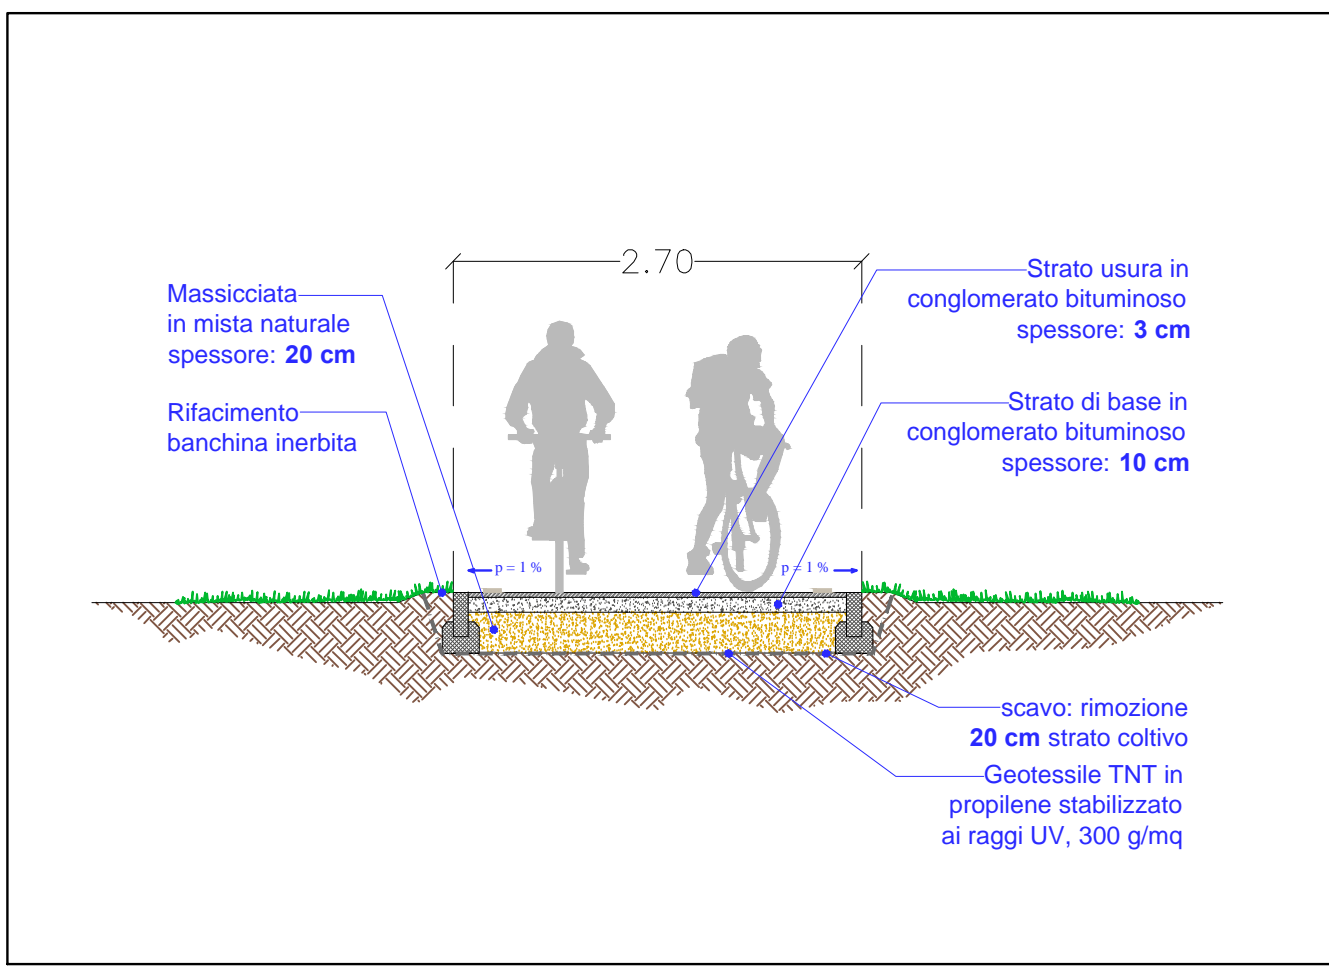 2.70
Massicciata
in mista naturale
spessore: 20 cm
Rifacimento
banchina inerbita
Strato usura in
conglomerato bituminoso
spessore: 3 cm
Strato di base in
conglomerato bituminoso
spessore: 10 cm
p = 1 %
p = 1 %
scavo: rimozione
20 cm strato coltivo
Geotessile TNT in
propilene stabilizzato
ai raggi UV, 300 g/mq